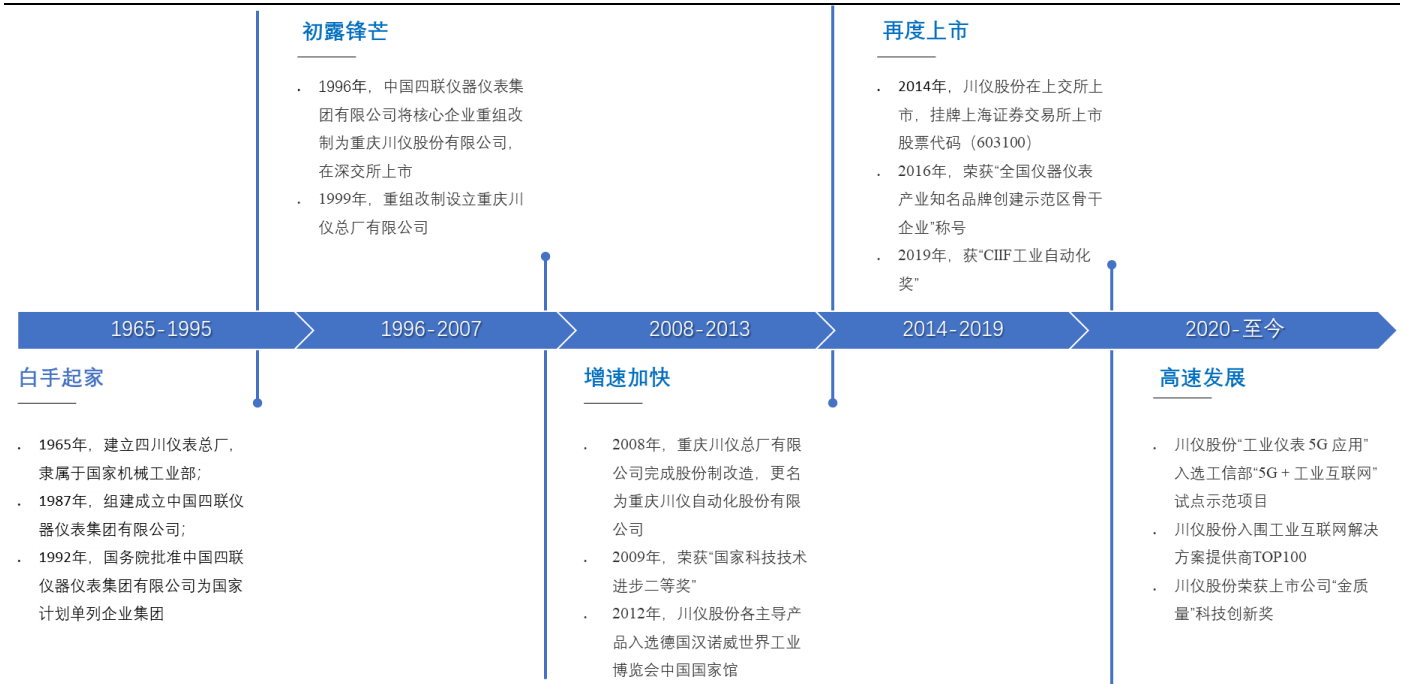 初露锋芒
1996年，中国四联仪器仪表集
团有限公司将核心企业重组改
制为重庆川仪股份有限公司，
在深交所上市
1999年，重组改制设立重庆川
仪总厂有限公司
再度上市
2014年，川仪股份在上交所上
市，挂牌上海证券交易所上市
股票代码（603100）
2016年，荣获“全国仪器仪表
产业知名品牌创建示范区骨干
企业”称号
2019年，获“CIIF工业自动化
奖”
1965-1995
1996-2007
2008-2013
2014-2019
2020-至今
白手起家
1965年，建立四川仪表总厂，
隶属于国家机械工业部；
1987年，组建成立中国四联仪
器仪表集团有限公司；
1992年，国务院批准中国四联
仪器仪表集团有限公司为国家
计划单列企业集团
增速加快
2008年，重庆川仪总厂有限
公司完成股份制改造，更名
为重庆川仪自动化股份有限
公司
2009年，荣获“国家科技技术
进步二等奖”
2012年，川仪股份各主导产
品入选德国汉诺威世界工业
博览会中国国家馆
高速发展
川仪股份“工业仪表 5G 应用”
入选工信部“5G + 工业互联网”
试点示范项目
川仪股份入围工业互联网解决
方案提供商TOP100
川仪股份荣获上市公司“金质
量”科技创新奖